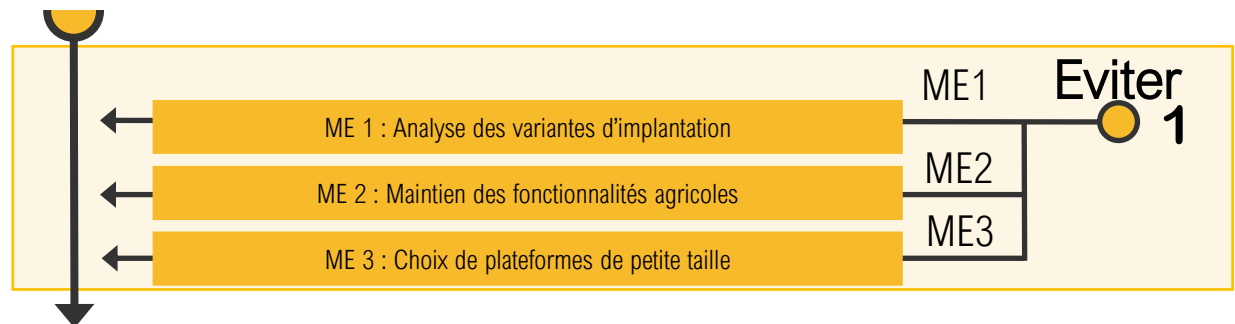 ME1
Eviter
1
ME 1 : Analyse des variantes d’implantation
ME2
ME 2 : Maintien des fonctionnalités agricoles
ME3
ME 3 : Choix de plateformes de petite taille